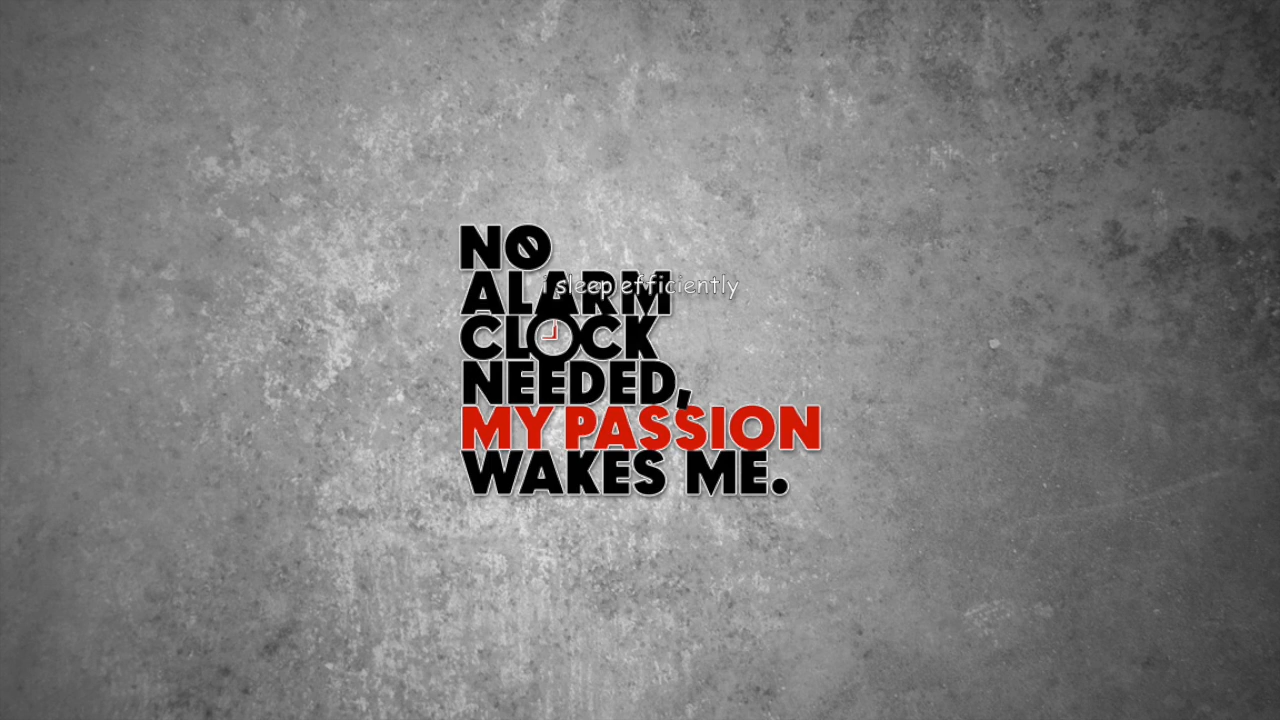 NO
i sleep efficiently
ALARM
CLOCK
NEEDED,
MY PASSION
WAKES ME.